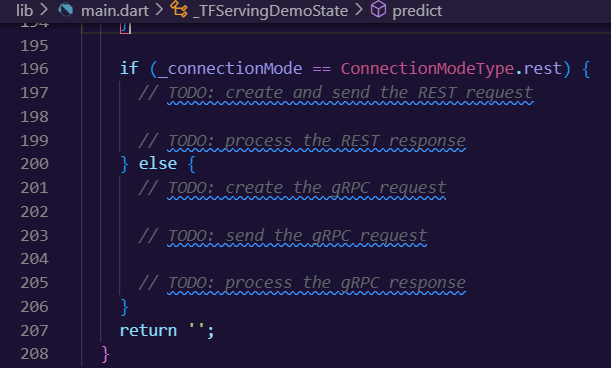 lib > main.dart > _TFServingDemoState > predict
194 }
195
196 if (_connectionMode == ConnectionModeType.rest) {
197 // TODO: create and send the REST request
198
199 // TODO: process the REST response
200 } else {
201 // TODO: create the gRPC request
202
203 // TODO: send the gRPC request
204
205 // TODO: process the gRPC response
206 }
207 return '';
208 }